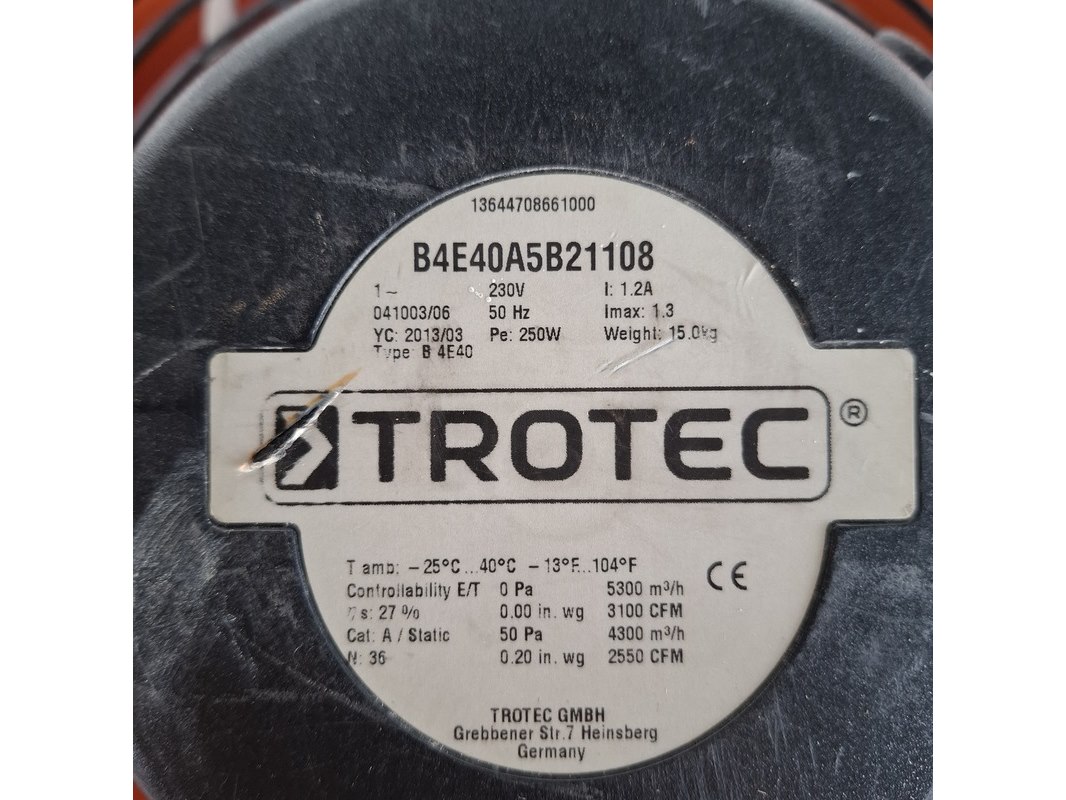 13644708661000
B4E40A5B21108
1~ 230V I: 1.2A
041003/06 50 Hz Imax: 1.3
YC: 2013/03 Pe: 250W Weight: 15.0kg
Type: B 4E40
TROTEC ®
T amb: –25°C...40°C –13°F...104°F
CE
Controllability E/T 0 Pa 5300 m³/h
ηs: 27 % 0.00 in. wg 3100 CFM
Cat: A / Static 50 Pa 4300 m³/h
N: 36 0.20 in. wg 2550 CFM
TROTEC GMBH
Grebbener Str.7 Heinsberg
Germany